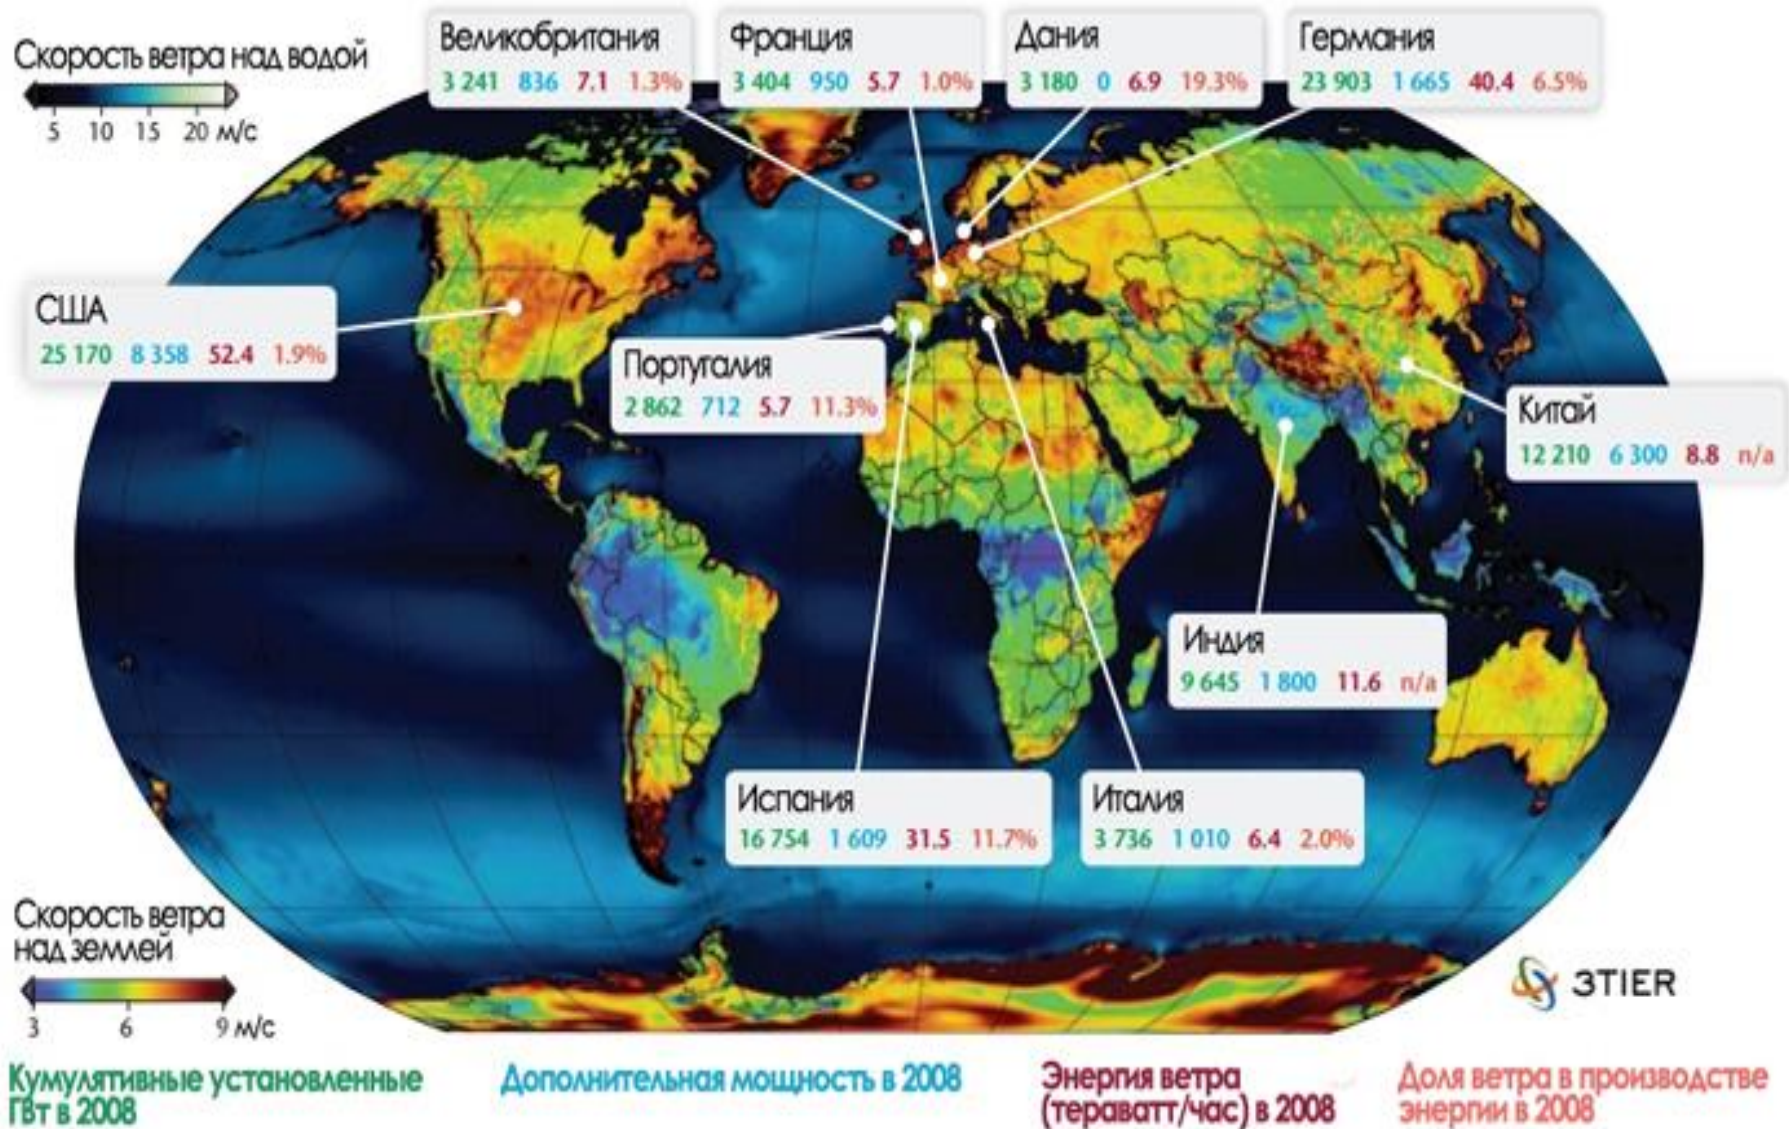 Скорость ветра над водой
5 10 15 20 м/с
Великобритания
3 241 836 7.1 1.3%
Франция
3 404 950 5.7 1.0%
Дания
3 180 0 6.9 19.3%
Германия
23 903 1 665 40.4 6.5%
США
25 170 8 358 52.4 1.9%
Португалия
2 862 712 5.7 11.3%
Китай
12 210 6 300 8.8 n/a
Индия
9 645 1 800 11.6 n/a
Испания
16 754 1 609 31.5 11.7%
Италия
3 736 1 010 6.4 2.0%
Скорость ветра
над землей
3 6 9 м/с
3TIER
Кумулятивные установленные
ГВт в 2008
Дополнительная мощность в 2008
Энергия ветра
(тераватт/час) в 2008
Доля ветра в производстве
энергии в 2008